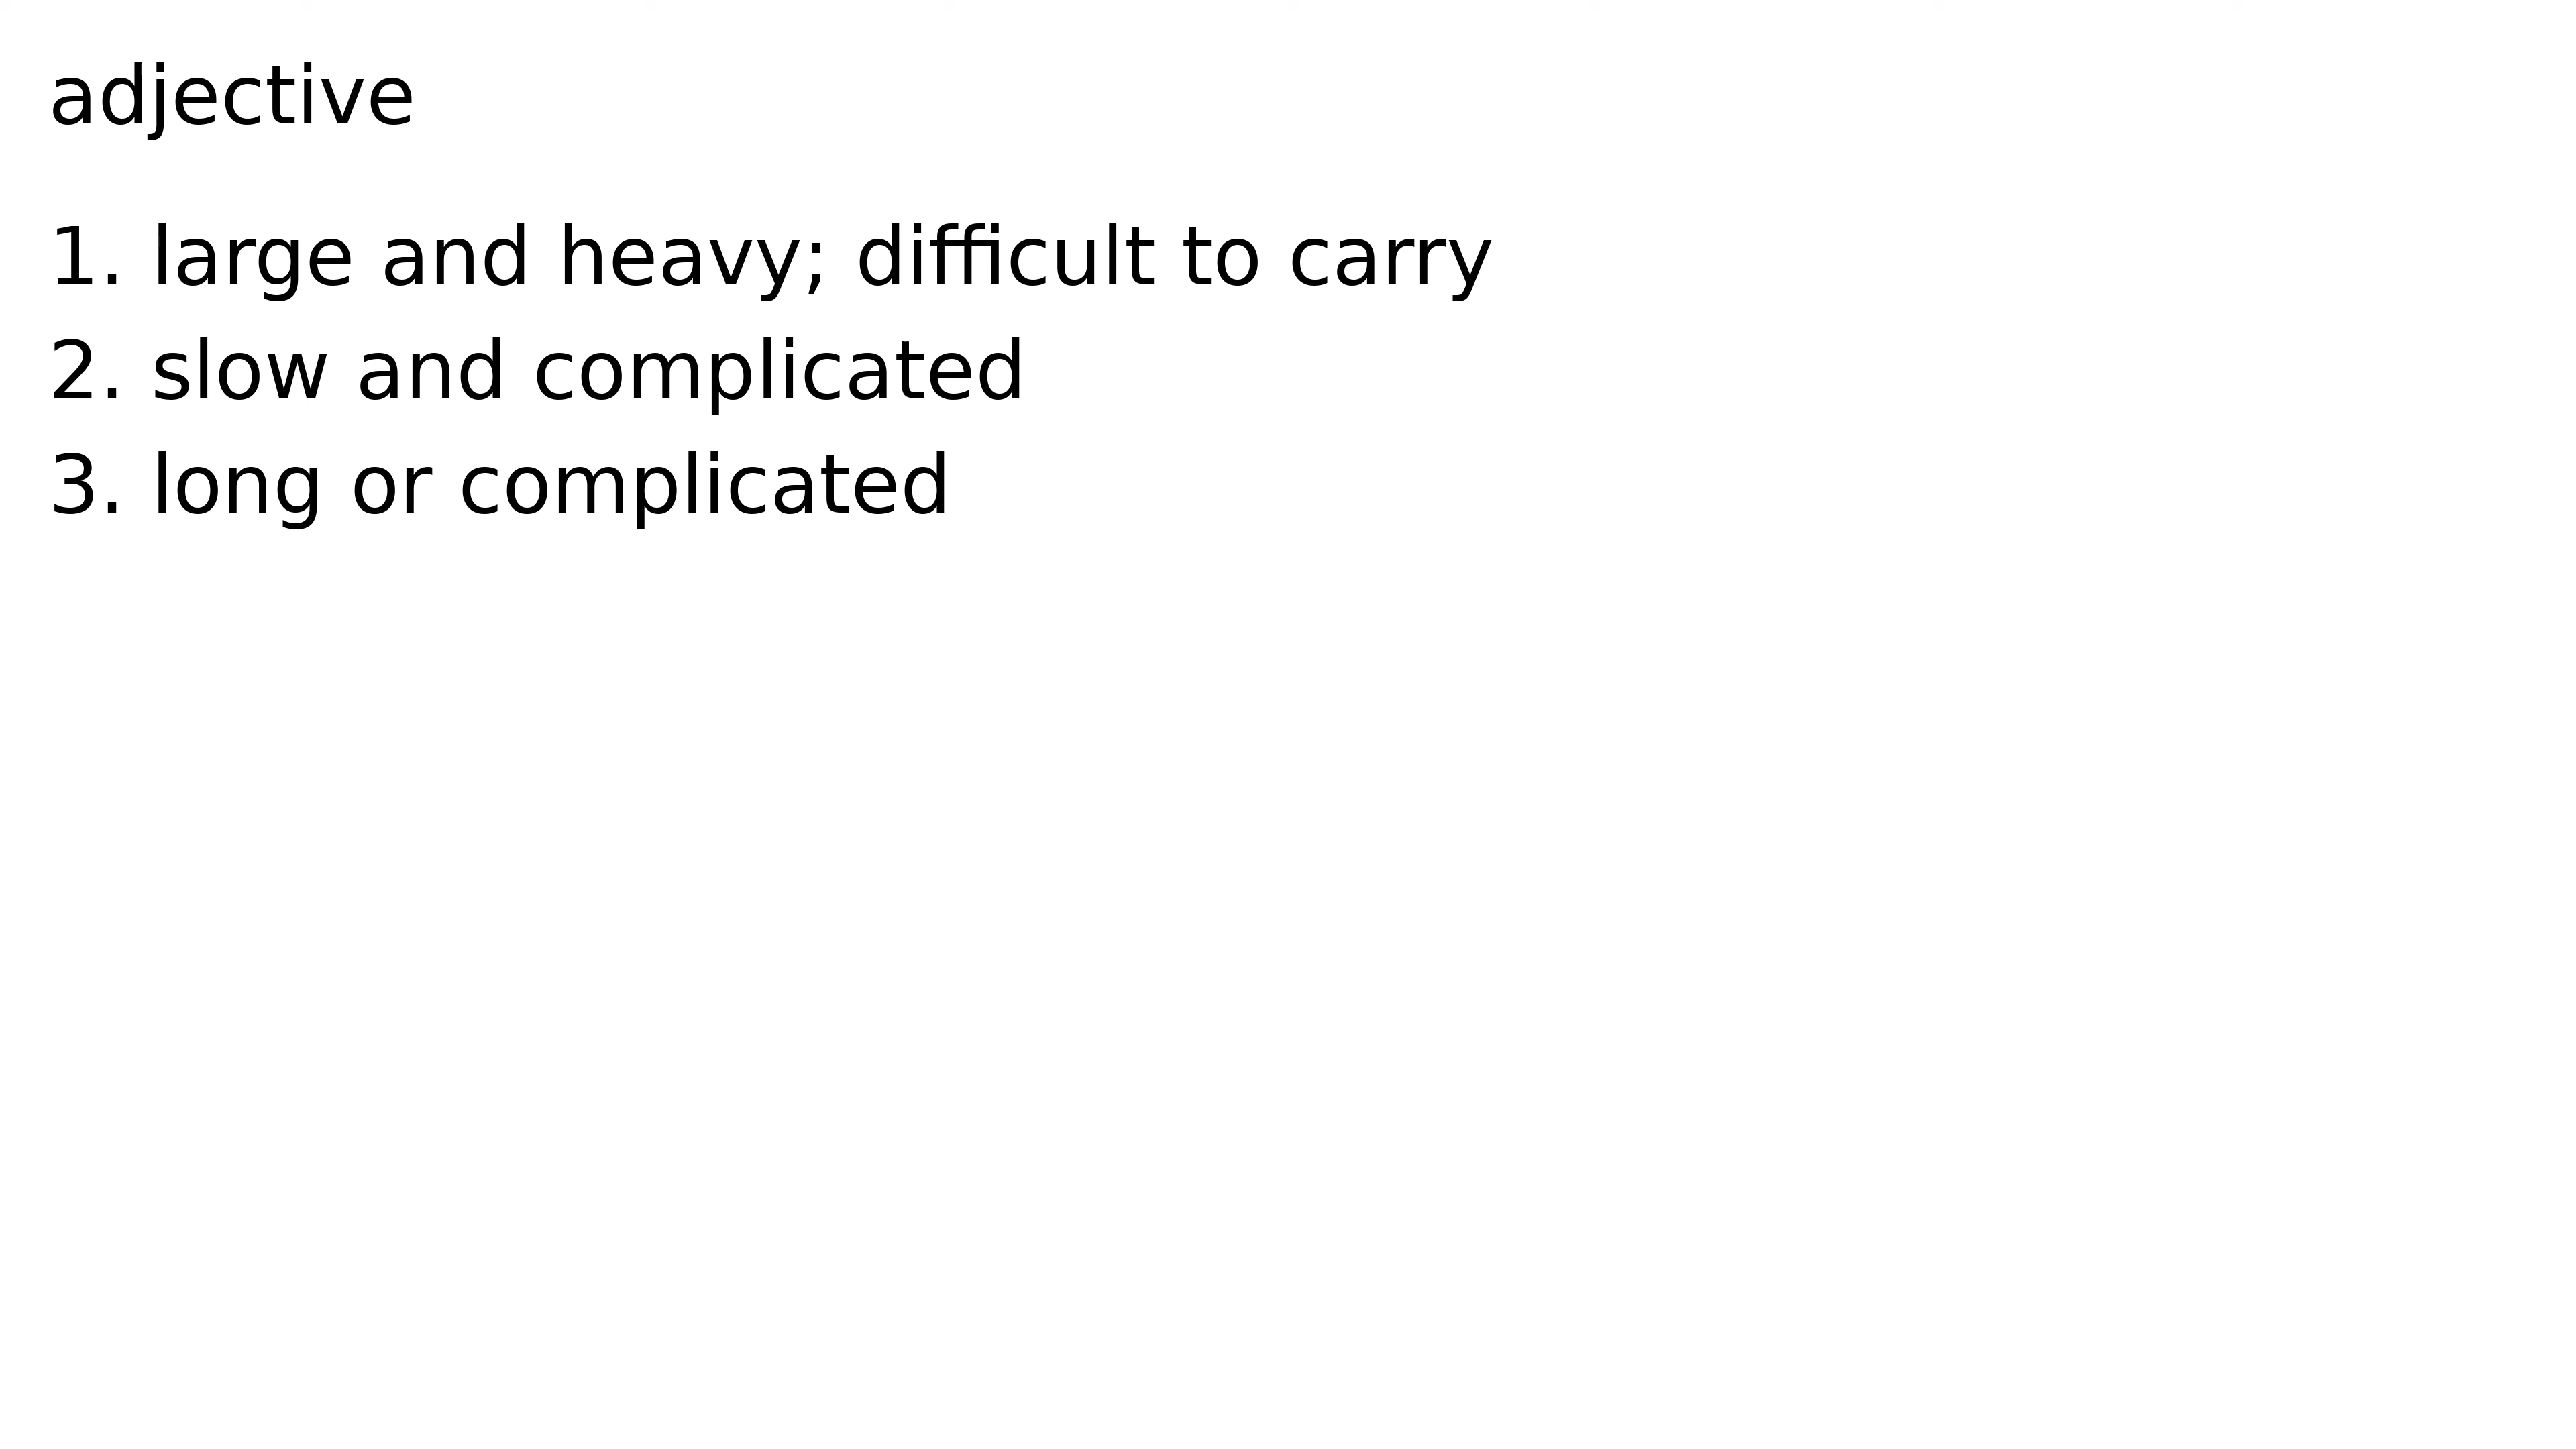 adjective
1. large and heavy; difficult to carry
2. slow and complicated
3. long or complicated